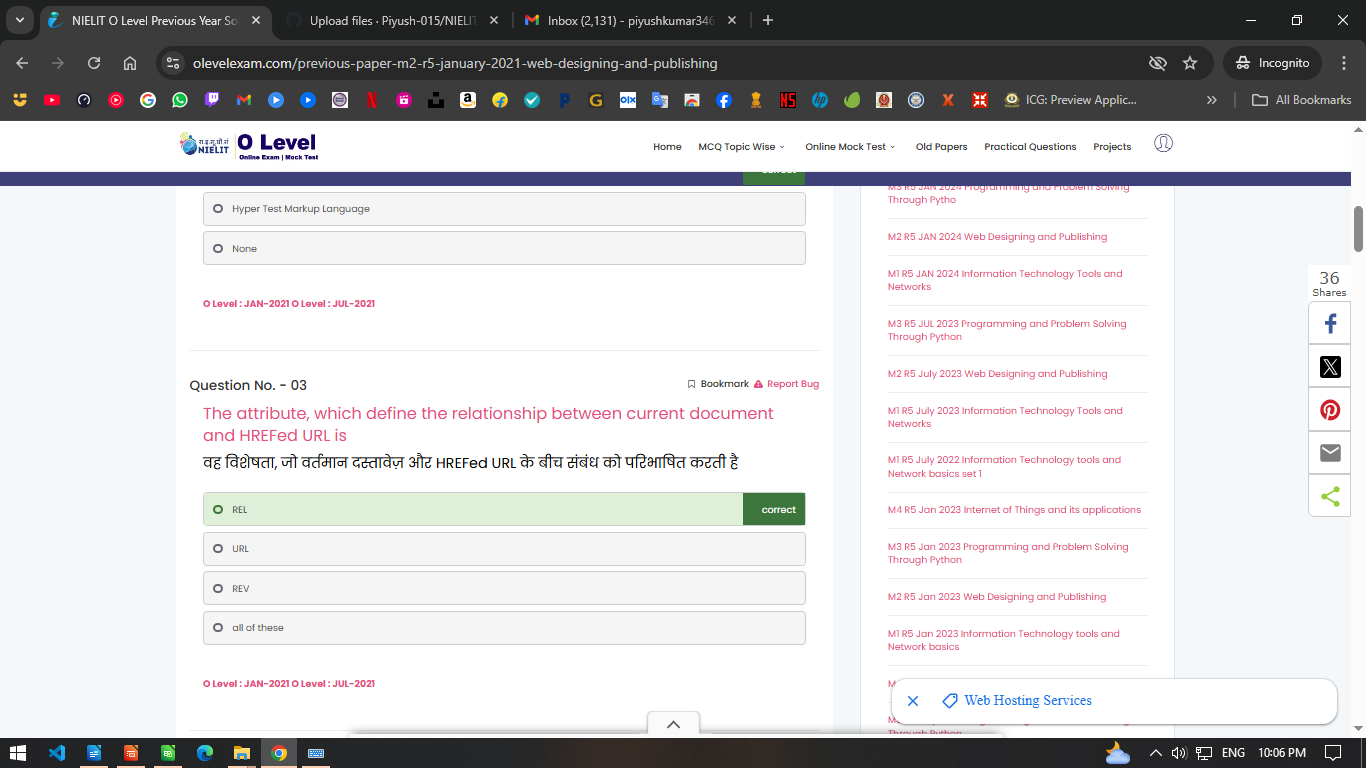 NIELIT O Level Previous Year So
Upload files · Piyush-015/NIELIT
Inbox (2,131) - piyushkumar346
olevelexam.com/previous-paper-m2-r5-january-2021-web-designing-and-publishing
Incognito
ICG: Preview Applic...
All Bookmarks
NIELIT
O Level
Online Exam | Mock Test
Home
MCQ Topic Wise
Online Mock Test
Old Papers
Practical Questions
Projects
Hyper Test Markup Language
None
O Level : JAN-2021 O Level : JUL-2021
Question No. - 03
Bookmark
Report Bug
The attribute, which define the relationship between current document
and HREFed URL is
वह विशेषता, जो वर्तमान दस्तावेज़ और HREFed URL के बीच संबंध को परिभाषित करती है
REL
correct
URL
REV
all of these
O Level : JAN-2021 O Level : JUL-2021
M3 R5 JAN 2024 Programming and Problem Solving
Through Pytho
M2 R5 JAN 2024 Web Designing and Publishing
M1 R5 JAN 2024 Information Technology Tools and
Networks
M3 R5 JUL 2023 Programming and Problem Solving
Through Python
M2 R5 July 2023 Web Designing and Publishing
M1 R5 July 2023 Information Technology Tools and
Networks
M1 R5 July 2022 Information Technology tools and
Network basics set 1
M4 R5 Jan 2023 Internet of Things and its applications
M3 R5 Jan 2023 Programming and Problem Solving
Through Python
M2 R5 Jan 2023 Web Designing and Publishing
M1 R5 Jan 2023 Information Technology tools and
Network basics
Through Python
36
Shares
Web Hosting Services
ENG
10:06 PM